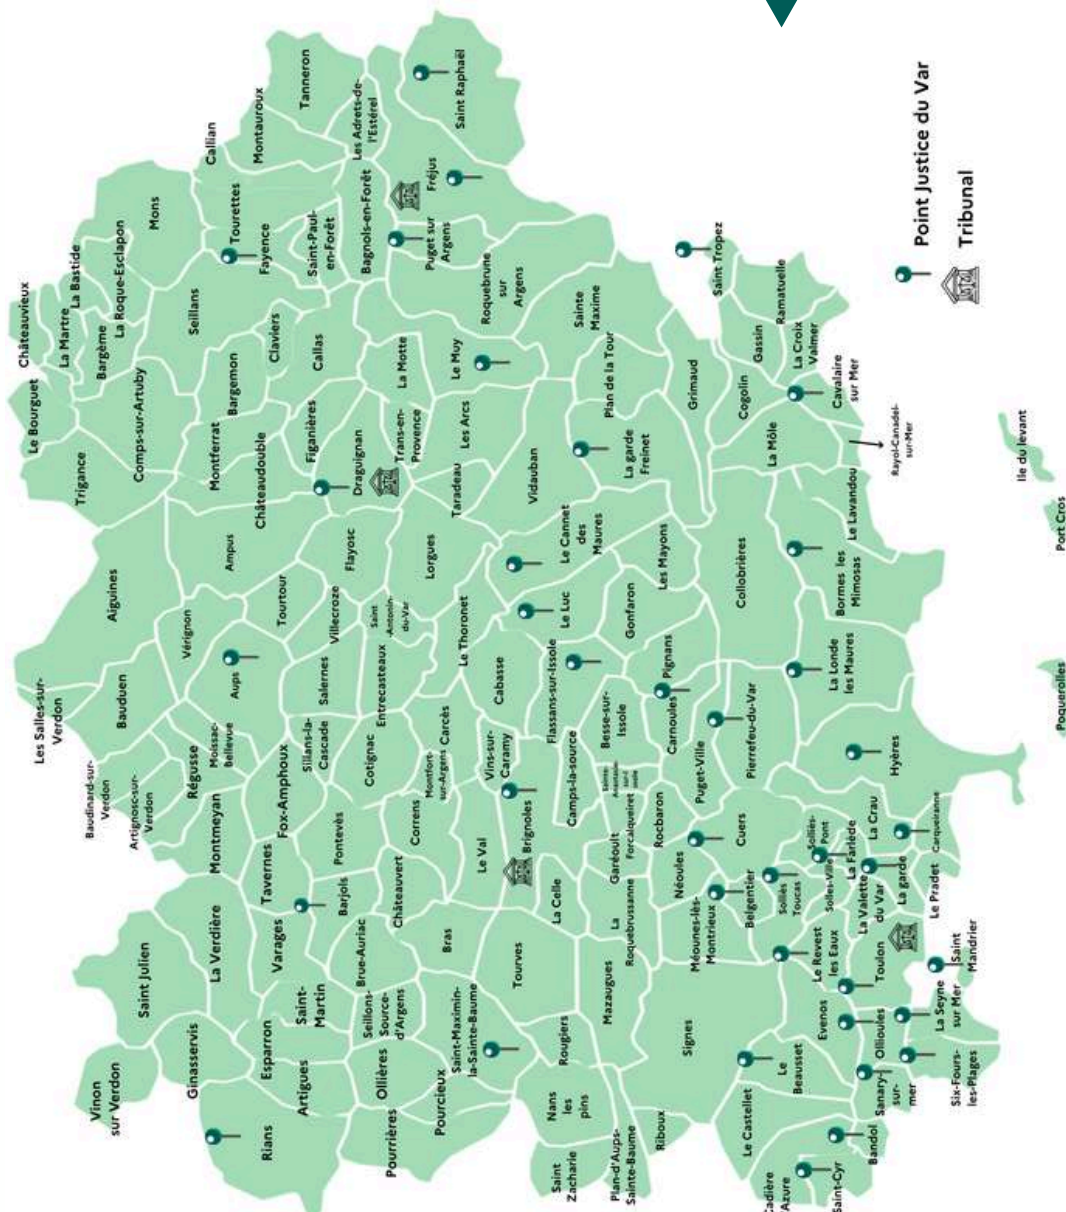 Vinon
sur Verdon
Saint Julien
Ginasservis
La Verdière
Rians
Esparron
Artigues
Saint-
Martin
Varages
Tavernes
Montmeyan
Fox-Amphoux
Artignosc-sur-
Verdon
Baudinard-sur-
Verdon
Régusse
Moissac-
Bellevue
Les Salles-sur-
Verdon
Bauduen
Aiguines
Vérignon
Aups
Tourtour
Ampus
Villecroze
Salernes
Sillans-la-
Cascade
Trigance
Le Bourguet
Châteauvieux
La Martre
La Bastide
Bargème
La Roque-Esclapon
Comps-sur-Artuby
Mons
Seillans
Bargemon
Montferrat
Châteaudouble
Claviers
Callas
Figanières
Draguignan
Flayosc
Tourettes
Fayence
Callian
Montauroux
Tanneron
Saint-Paul-
en-Forêt
Bagnols-en-Forêt
Les Adrets-de-
l'Estérel
Saint Raphaël
Fréjus
Puget sur
Argens
Roquebrune
sur
Argens
La Motte
Le Muy
Trans-en-
Provence
Les Arcs
Taradeau
Lorgues
Saint
-Antonin-
du-Var
Entrecasteaux
Cotignac
Pontevès
Barjols
Brue-Auriac
Châteauvert
Correns
Montfort-
sur-Argens
Carcès
Le Thoronet
Vidauban
Le Cannet
des
Maures
Le Luc
Cabasse
Vins-sur-
Caramy
Le Val
Brignoles
Bras
Seillons-
Source-
d'Argens
Ollières
Pourrières
Pourcieux
Saint-Maximin-
la-Sainte-Baume
Tourves
Rougiers
Nans
les
pins
Saint
Zacharie
Plan-d'Aups-
Sainte-Baume
Riboux
Mazaugues
La Celle
La
Roquebrussanne
Garéoult
Forcalqueiret
Camps-la-source
Flassans-sur-Issole
Besse-sur-
Issole
Gonfaron
Les Mayons
La garde
Freinet
Plan de la Tour
Sainte
Maxime
Grimaud
Cogolin
Gassin
Saint Tropez
Ramatuelle
La Croix
Valmer
Cavalaire
sur Mer
La Môle
Rayol-Canadel-
sur-Mer
Le Lavandou
Bormes les
Mimosas
Collobrières
Pignans
Carnoules
Puget-Ville
Pierrefeu-du-Var
La Londe
les Maures
Hyères
Rocbaron
Néoules
Cuers
Méounes-lès-
Montrieux
Belgentier
Signes
Solliès
Toucas
Solliès-
Pont
La Farlède
La Crau
Carqueiranne
La Valette
du Var
La garde
Le Pradet
Le Revest
les Eaux
Toulon
Saint
Mandrier
Evenos
Ollioules
La Seyne
sur Mer
Six-Fours-
les-Plages
Sanary-
sur-
mer
Le
Beausset
Le Castellet
Bandol
Saint-Cyr
Cadière
d'Azure
Porquerolles
Port Cros
Ile du levant
Point Justice du Var
Tribunal